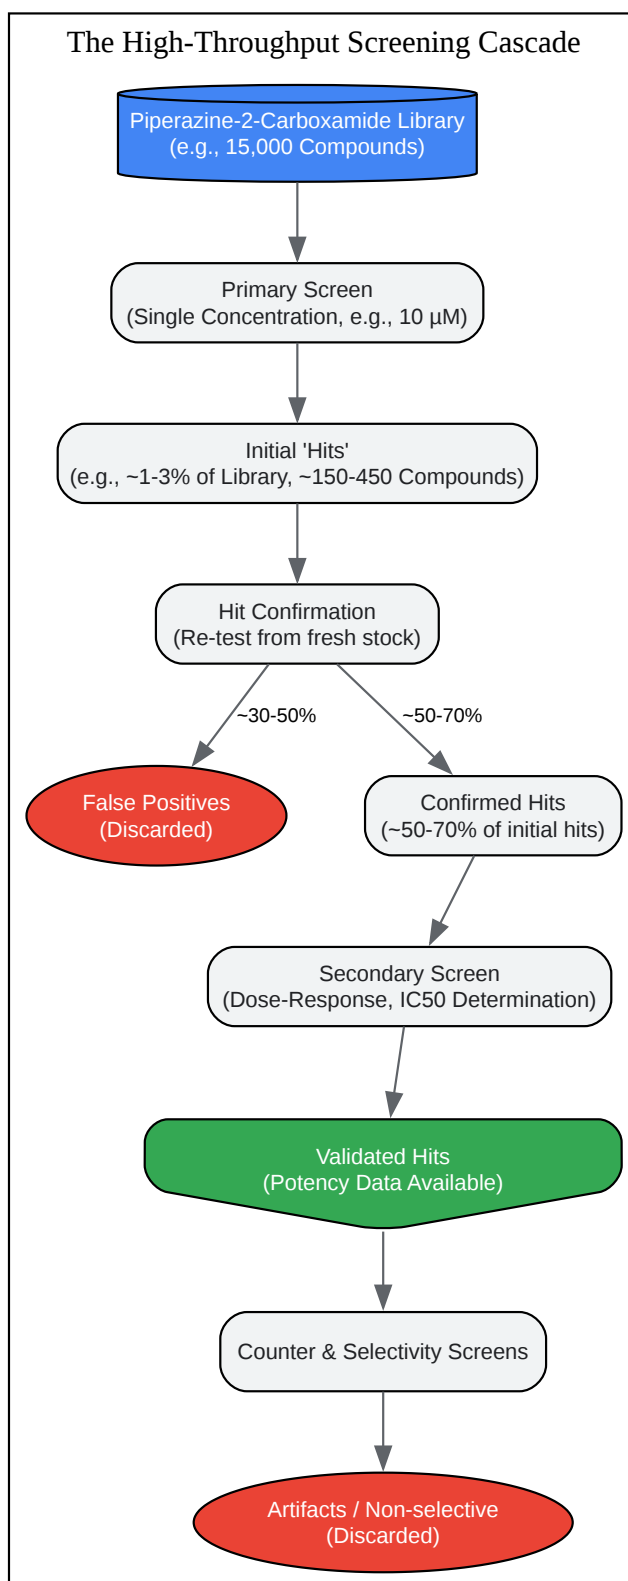 The High-Throughput Screening Cascade
Piperazine-2-Carboxamide Library
(e.g., 15,000 Compounds)
Primary Screen
(Single Concentration, e.g., 10 µM)
Initial 'Hits'
(e.g., ~1-3% of Library, ~150-450 Compounds)
Hit Confirmation
(Re-test from fresh stock)
~30-50%
~50-70%
False Positives
(Discarded)
Confirmed Hits
(~50-70% of initial hits)
Secondary Screen
(Dose-Response, IC50 Determination)
Validated Hits
(Potency Data Available)
Counter & Selectivity Screens
Artifacts / Non-selective
(Discarded)